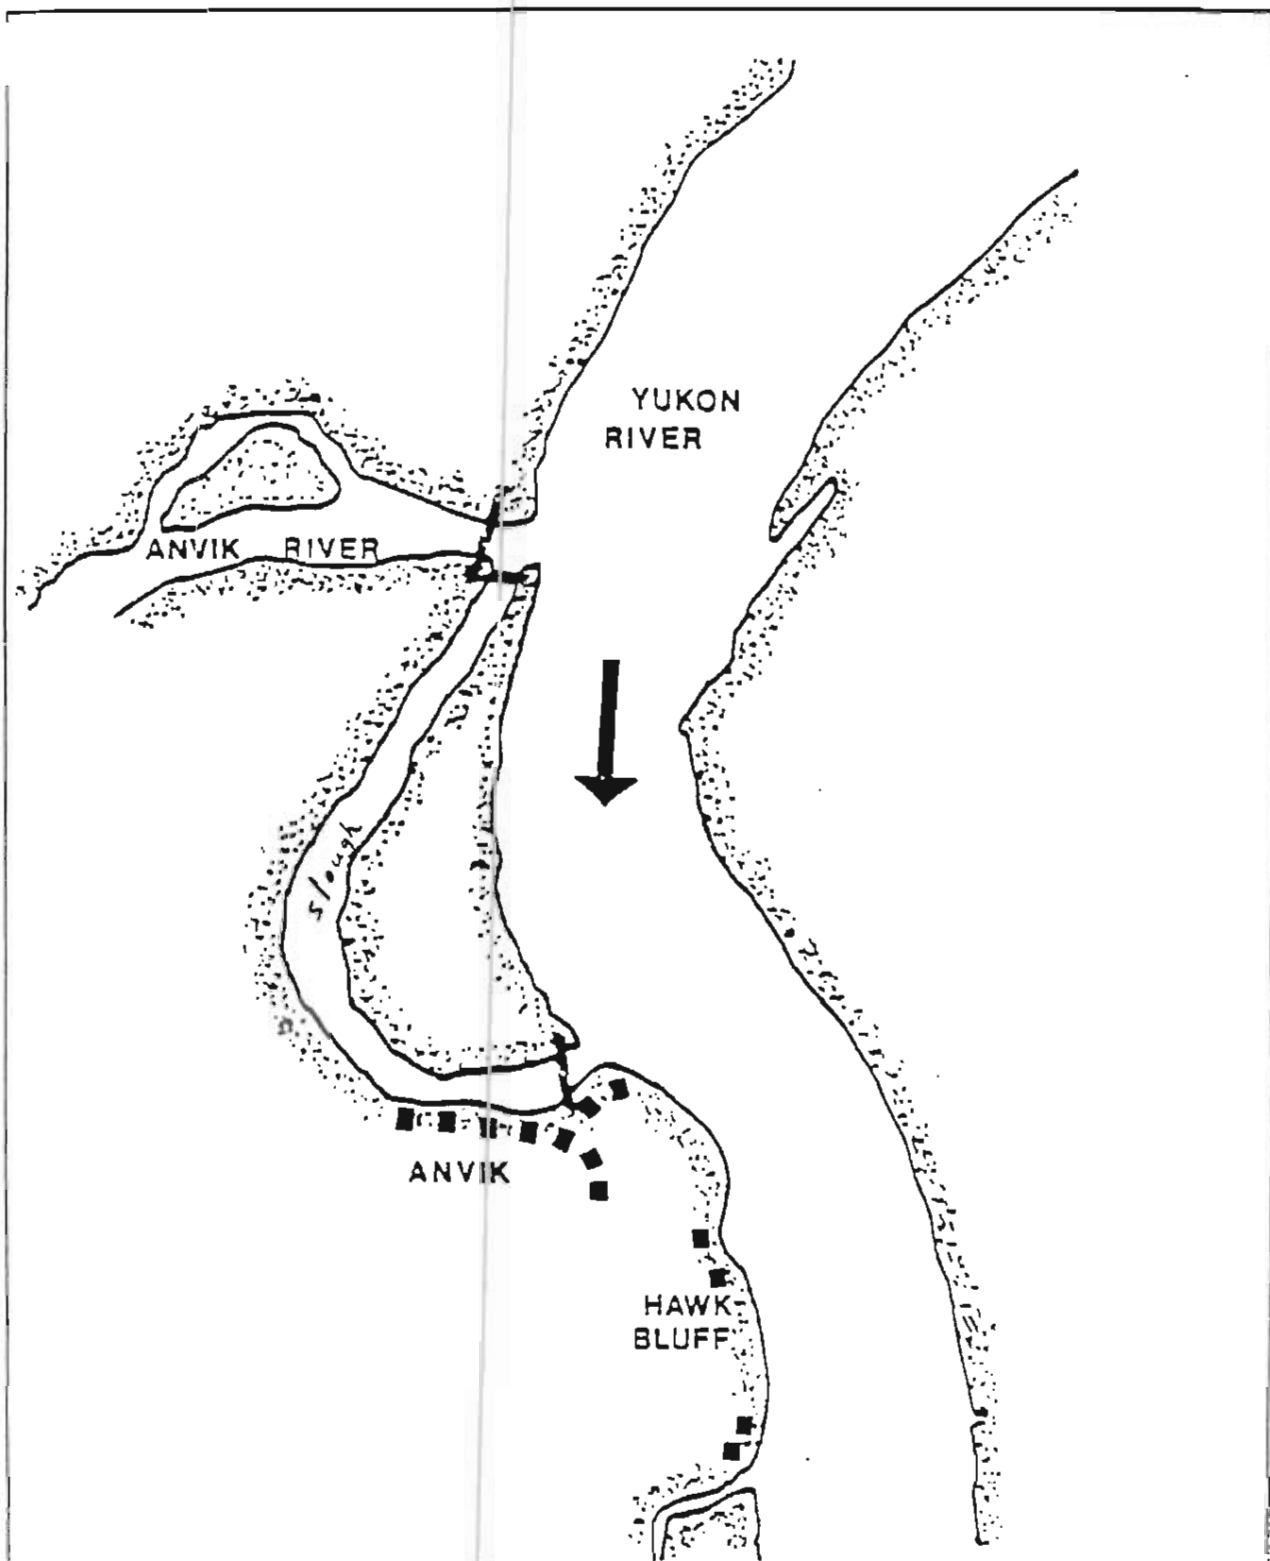 YUKON
RIVER
ANVIK RIVER
slough
ANVIK
HAWK
BLUFF